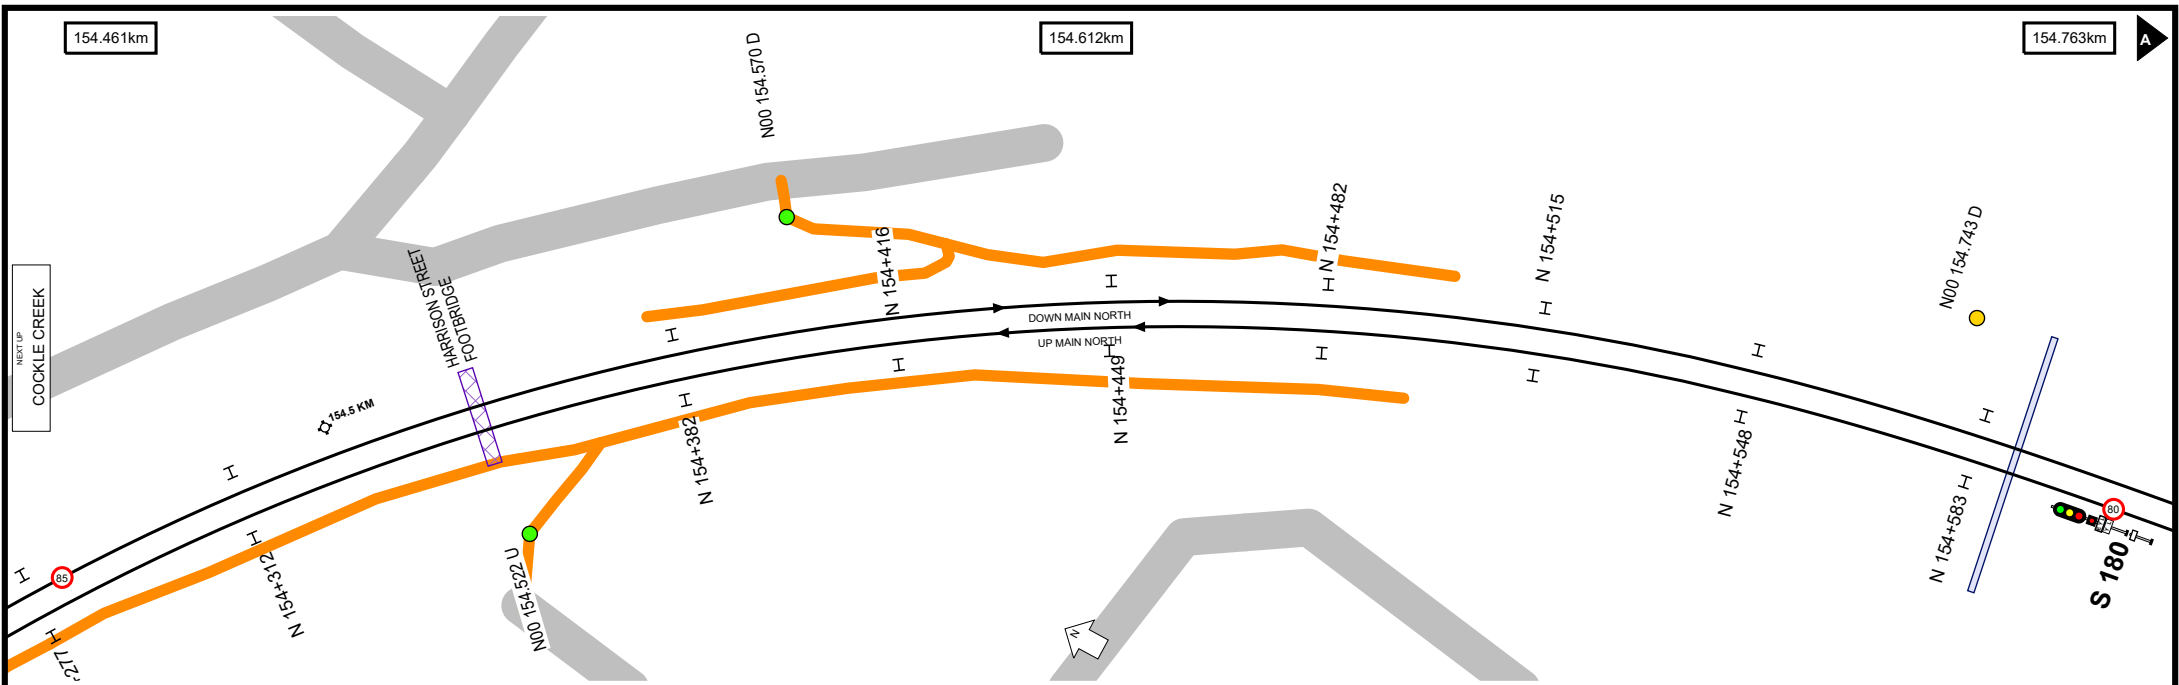 154.461km
154.612km
154.763km
A
N00 154.570 D
N 154+416
N 154+482
N 154+515
N00 154.743 D
HARRISON STREET
FOOTBRIDGE
NEXT UP
COCKLE CREEK
154.5 KM
DOWN MAIN NORTH
UP MAIN NORTH
N 154+449
N 154+382
N 154+548
N 154+583
80
S 180
85
N 154+312
N00 154.522 U
N
+277